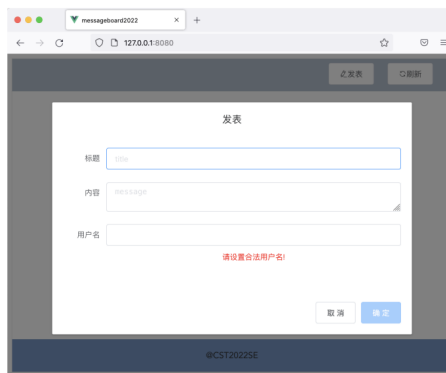 messageboard2022
127.0.0.1:8080
发表 刷新
发表
标题 title
内容 message
用户名
请设置合法用户名!
取消 确定
@CST2022SE